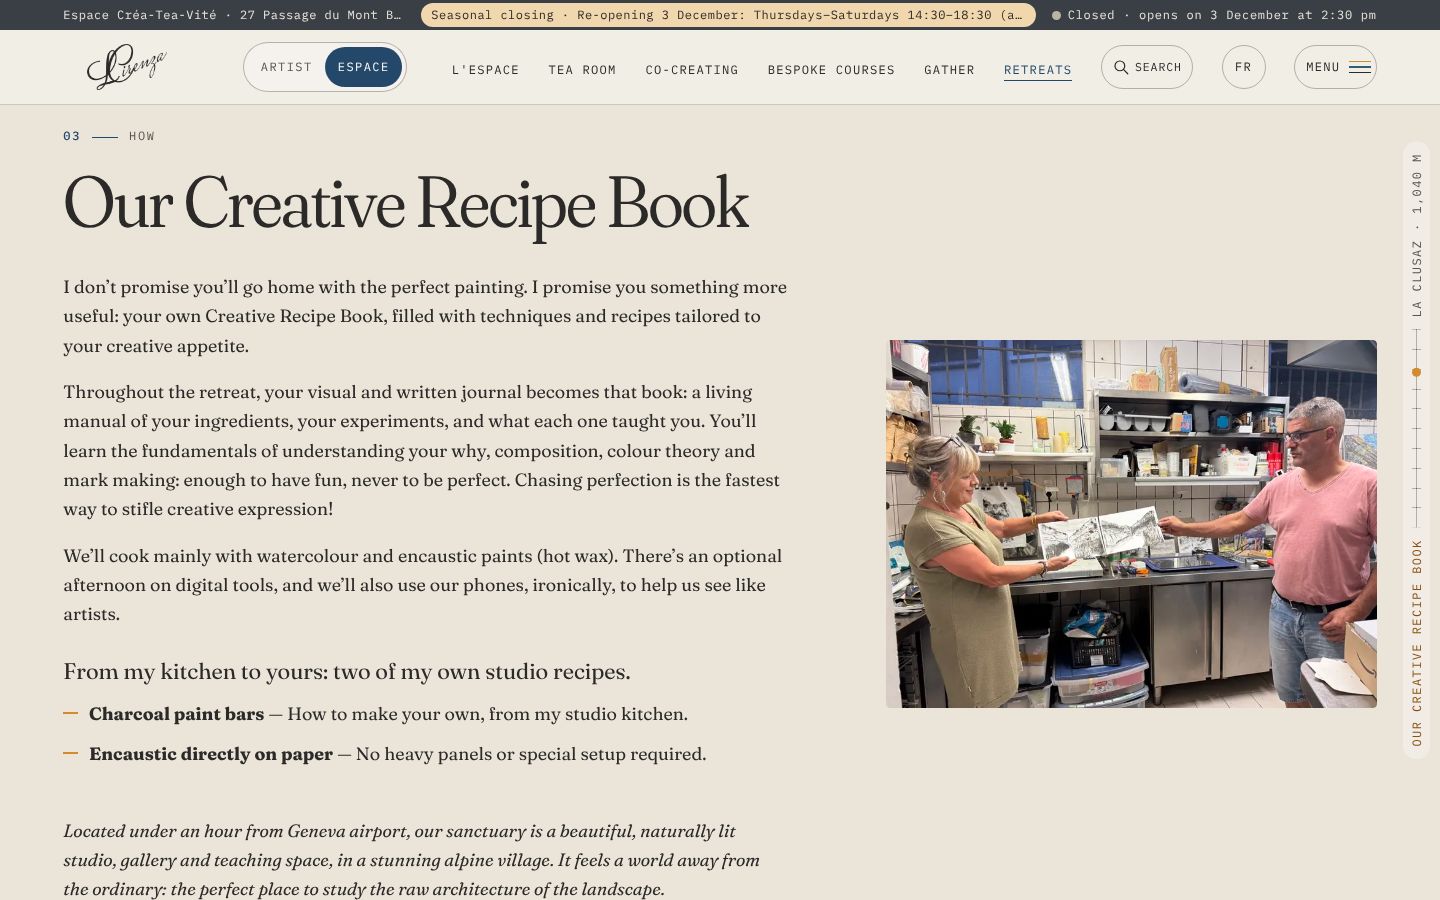 Espace Créa-Tea-Vité · 27 Passage du Mont B…
Seasonal closing · Re-opening 3 December: Thursdays–Saturdays 14:30–18:30 (a…
Closed · opens on 3 December at 2:30 pm
Lirenza
ARTIST
ESPACE
L'ESPACE
TEA ROOM
CO-CREATING
BESPOKE COURSES
GATHER
RETREATS
SEARCH
FR
MENU
03 — HOW
Our Creative Recipe Book
I don’t promise you’ll go home with the perfect painting. I promise you something more
useful: your own Creative Recipe Book, filled with techniques and recipes tailored to
your creative appetite.
Throughout the retreat, your visual and written journal becomes that book: a living
manual of your ingredients, your experiments, and what each one taught you. You’ll
learn the fundamentals of understanding your why, composition, colour theory and
mark making: enough to have fun, never to be perfect. Chasing perfection is the fastest
way to stifle creative expression!
We’ll cook mainly with watercolour and encaustic paints (hot wax). There’s an optional
afternoon on digital tools, and we’ll also use our phones, ironically, to help us see like
artists.
From my kitchen to yours: two of my own studio recipes.
— Charcoal paint bars — How to make your own, from my studio kitchen.
— Encaustic directly on paper — No heavy panels or special setup required.
Located under an hour from Geneva airport, our sanctuary is a beautiful, naturally lit
studio, gallery and teaching space, in a stunning alpine village. It feels a world away from
the ordinary: the perfect place to study the raw architecture of the landscape.
LA CLUSAZ · 1,040 M
OUR CREATIVE RECIPE BOOK